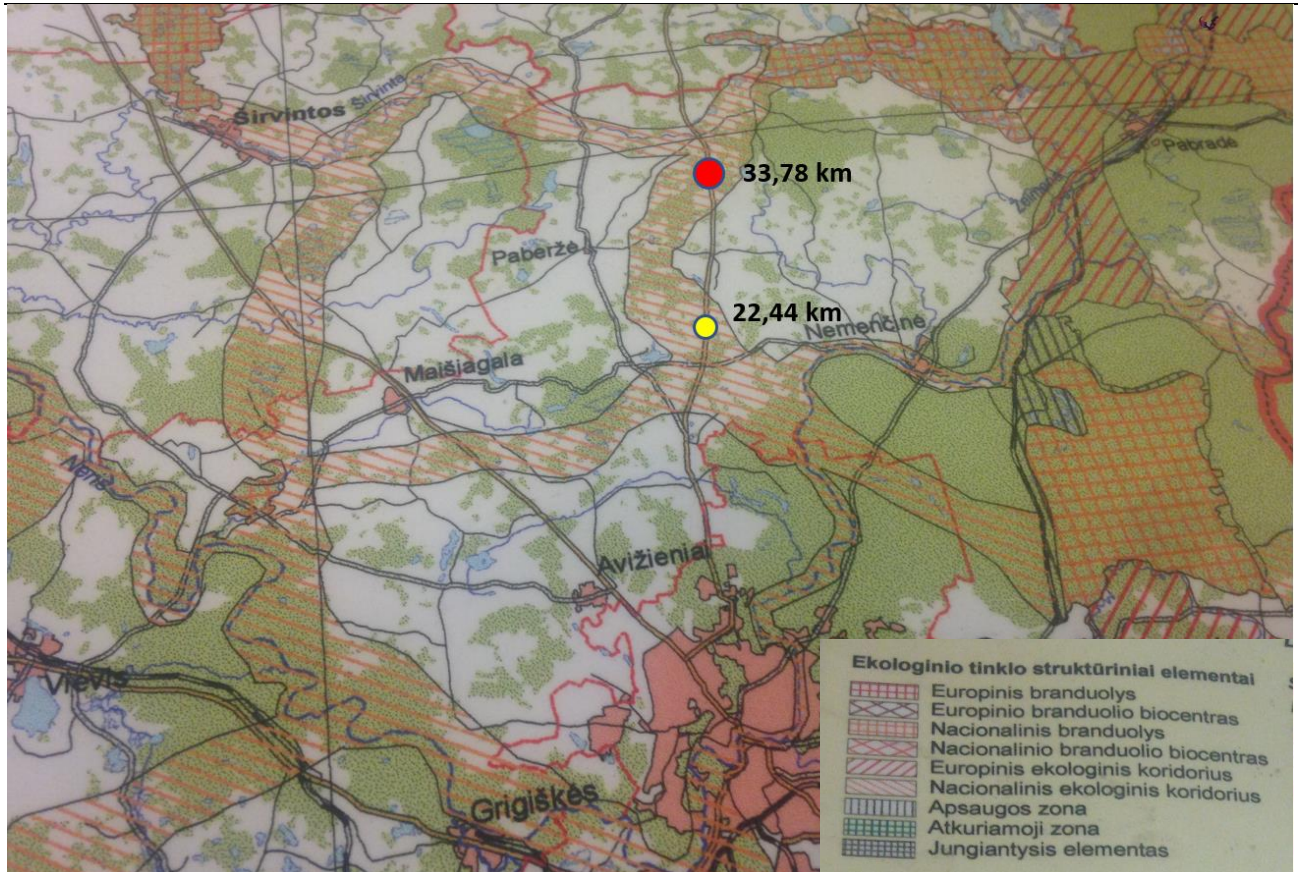 Širvintos
Širvinta
Pabradė
33,78 km
Žeimena
Paberžė
22,44 km
Nemenčinė
Maišiagala
Neris
Avižieniai
Vievis
Grigiškės
Ekologinio tinklo struktūriniai elementai
Europinis branduolys
Europinio branduolio biocentras
Nacionalinis branduolys
Nacionalinio branduolio biocentras
Europinis ekologinis koridorius
Nacionalinis ekologinis koridorius
Apsaugos zona
Atkuriamoji zona
Jungiantysis elementas